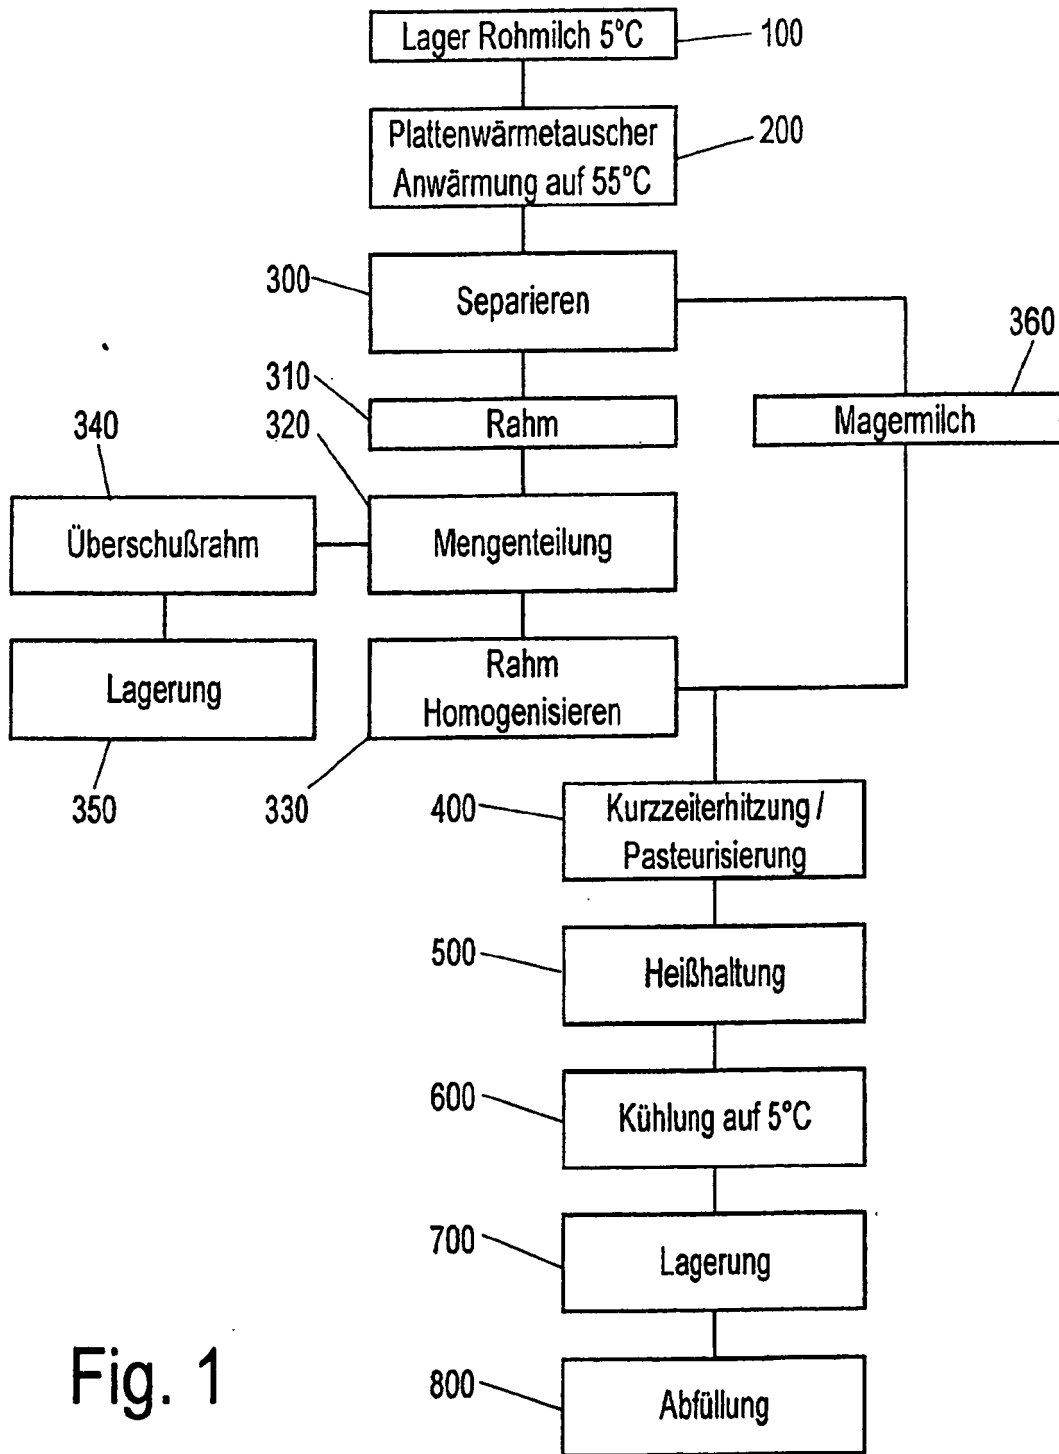 Lager Rohmilch 5°C
100
Plattenwärmetauscher
Anwärmung auf 55°C
200
300
Separieren
360
310
Rahm
Magermilch
340
320
Überschußrahm
Mengenteilung
Lagerung
Rahm
Homogenisieren
350
330
400
Kurzzeiterhitzung /
Pasteurisierung
500
Heißhaltung
600
Kühlung auf 5°C
700
Lagerung
Fig. 1
800
Abfüllung